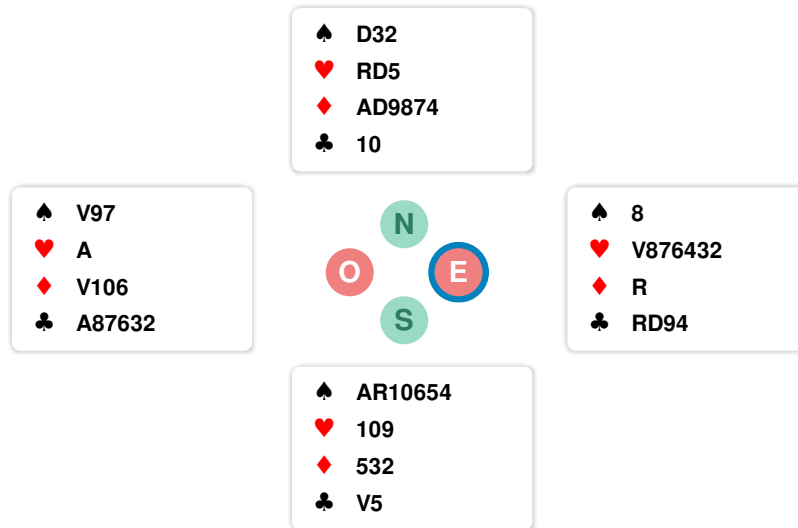 ♠ D32
♥ RD5
♦ AD9874
♣ 10
♠ V97
♥ A
♦ V106
♣ A87632
N
O
E
S
♠ 8
♥ V876432
♦ R
♣ RD94
♠ AR10654
♥ 109
♦ 532
♣ V5